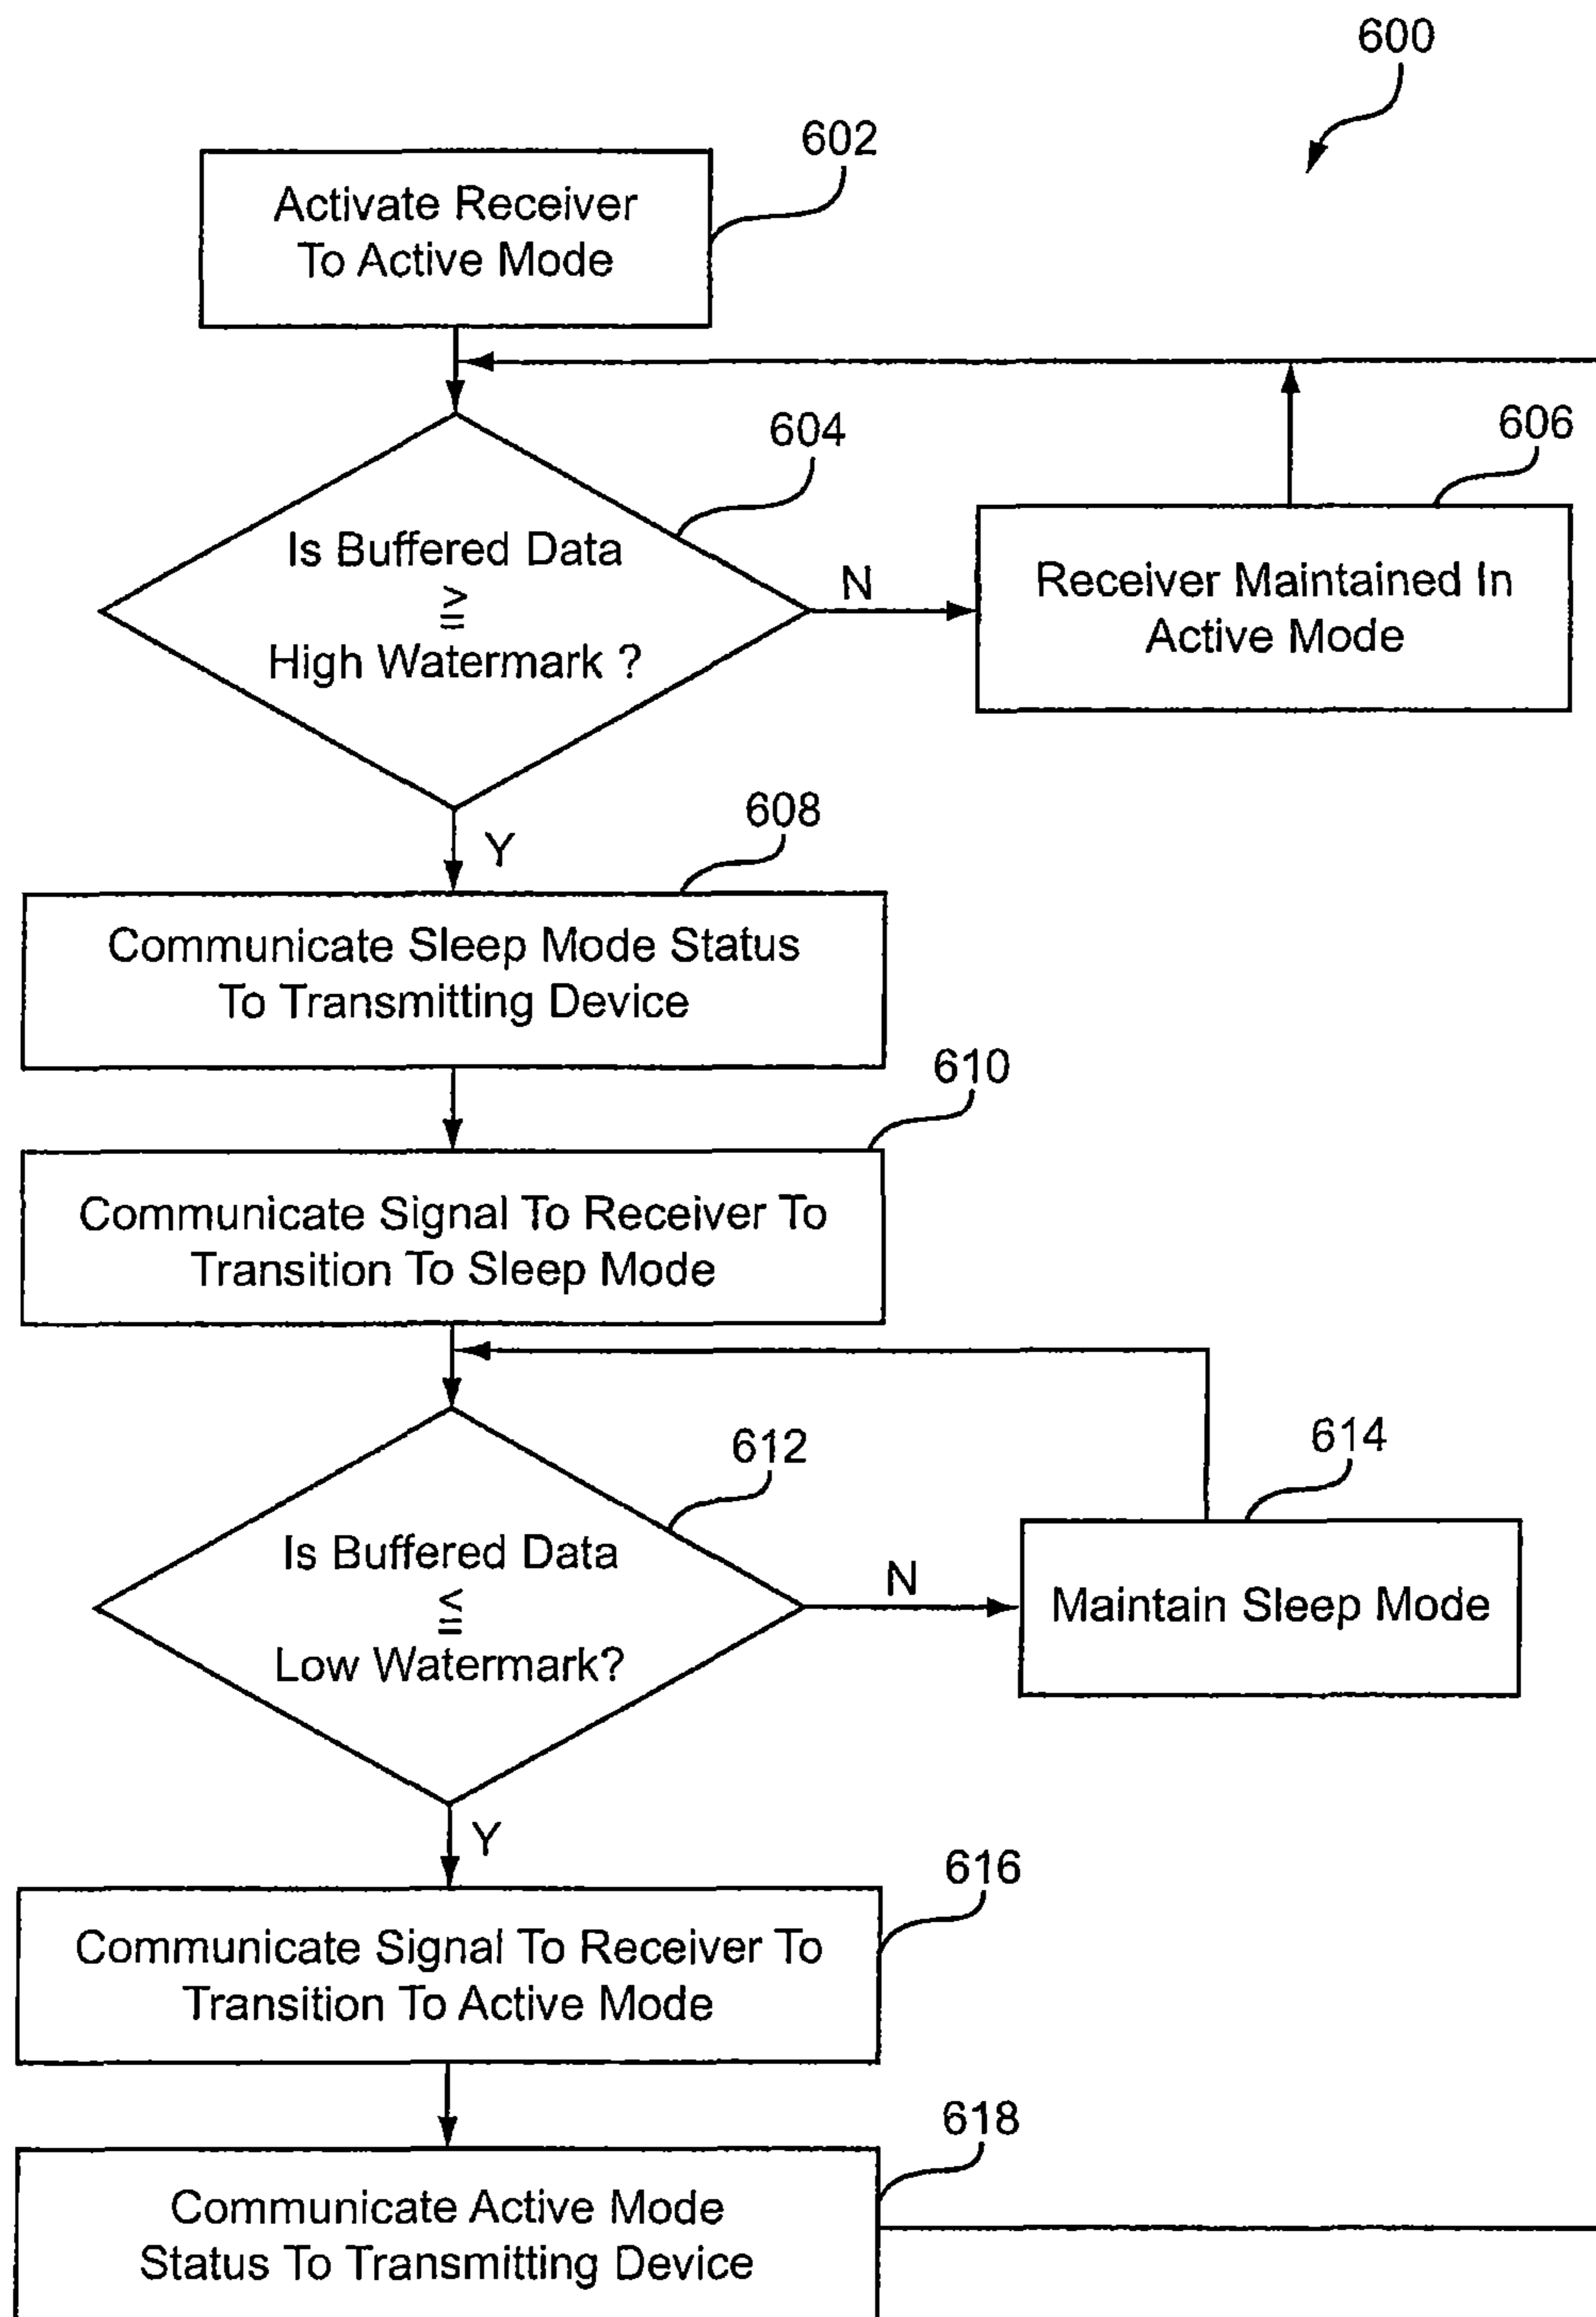 600
602
Activate Receiver
To Active Mode
604
606
Is Buffered Data
≧
High Watermark ?
N
Receiver Maintained In
Active Mode
Y
608
Communicate Sleep Mode Status
To Transmitting Device
610
Communicate Signal To Receiver To
Transition To Sleep Mode
612
614
Is Buffered Data
≦
Low Watermark?
N
Maintain Sleep Mode
Y
616
Communicate Signal To Receiver To
Transition To Active Mode
618
Communicate Active Mode
Status To Transmitting Device